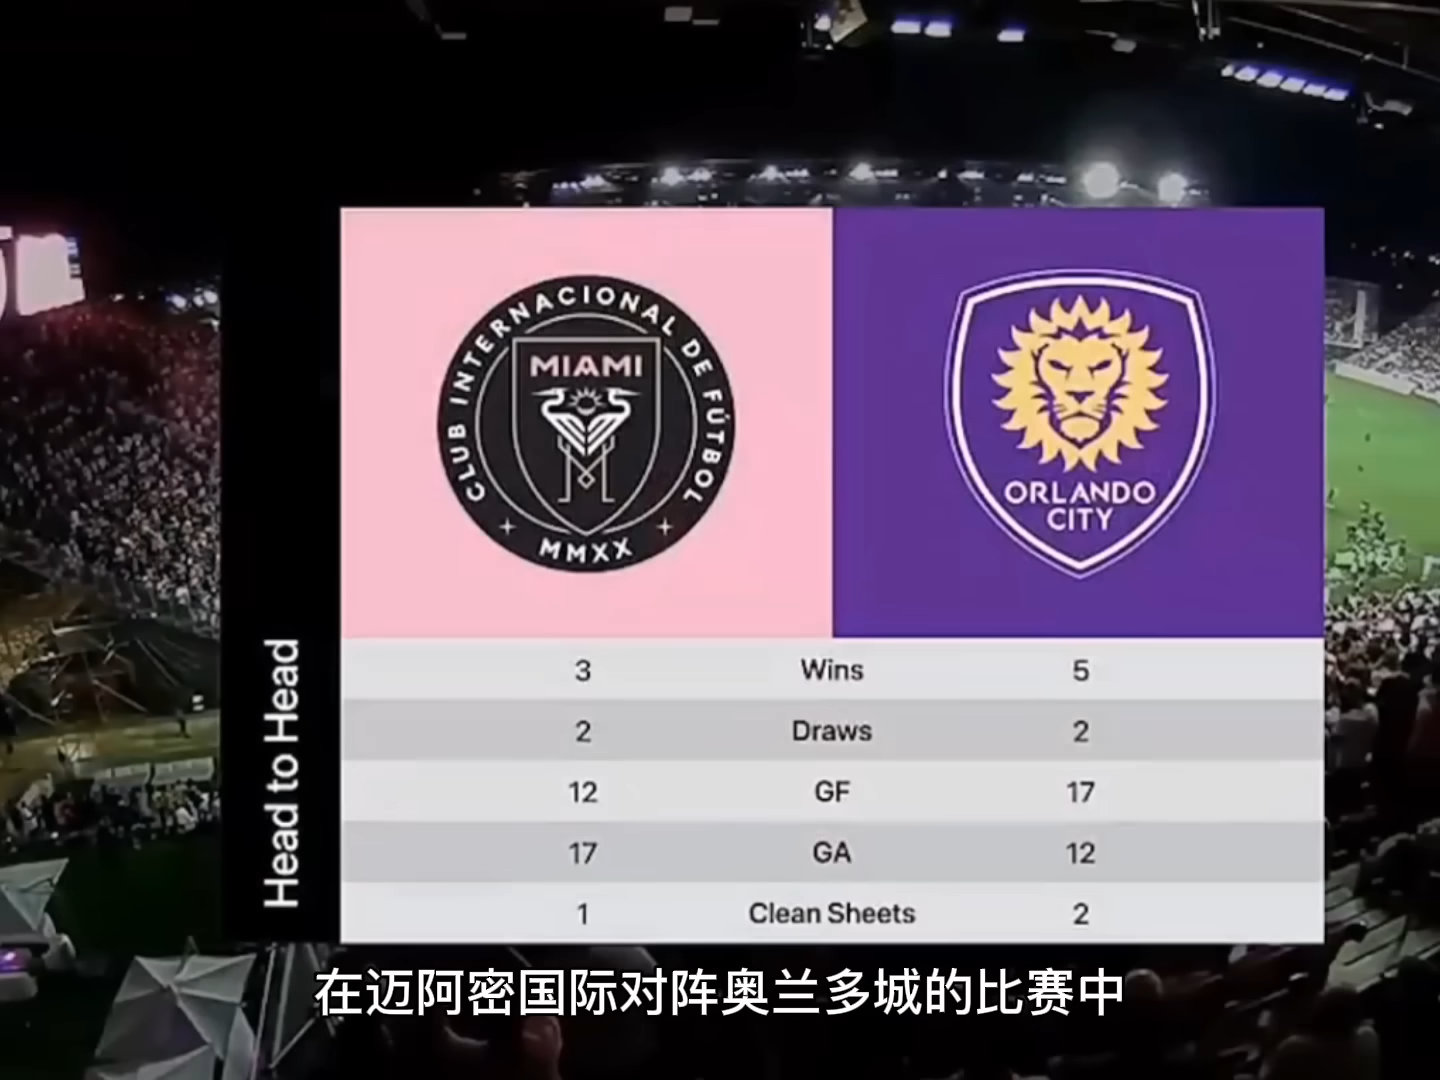 CLUB INTERNACIONAL DE FÚTBOL
MIAMI
MMXX
ORLANDO
CITY
Head to Head
3 Wins 5
2 Draws 2
12 GF 17
17 GA 12
1 Clean Sheets 2
在迈阿密国际对阵奥兰多城的比赛中